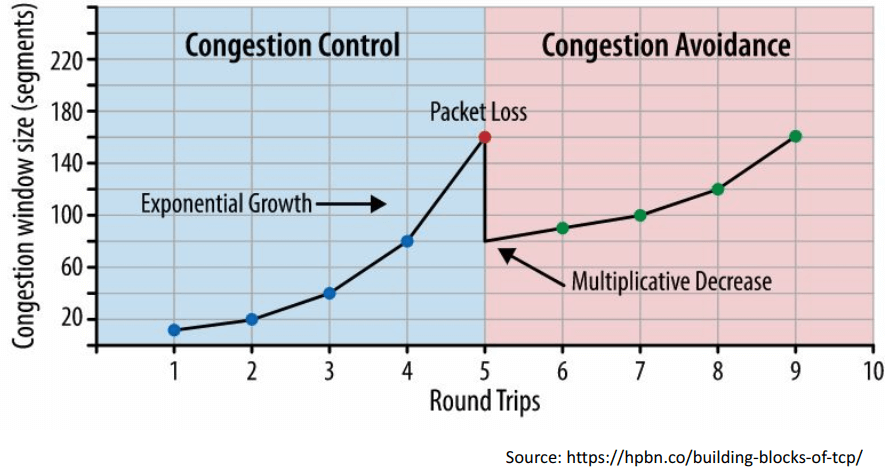 Congestion window size (segments)
220
180
140
100
60
20
Congestion Control
Congestion Avoidance
Packet Loss
Exponential Growth
Multiplicative Decrease
1 2 3 4 5 6 7 8 9 10
Round Trips
Source: https://hpbn.co/building-blocks-of-tcp/